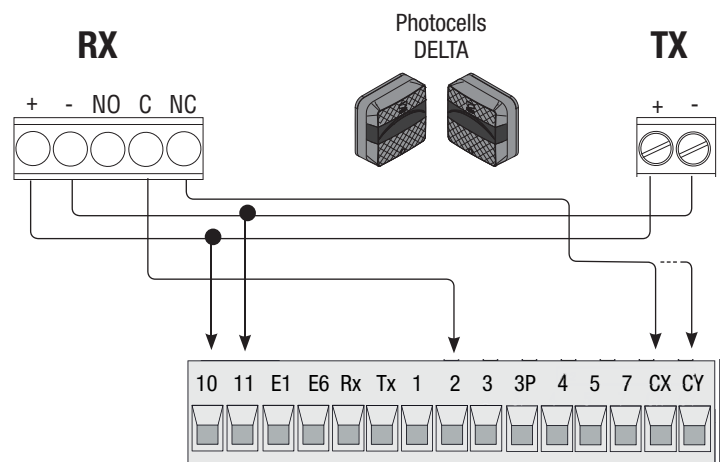 Photocells
DELTA
RX
TX
+ - NO C NC
+ -
10 11 E1 E6 Rx Tx 1 2 3 3P 4 5 7 CX CY